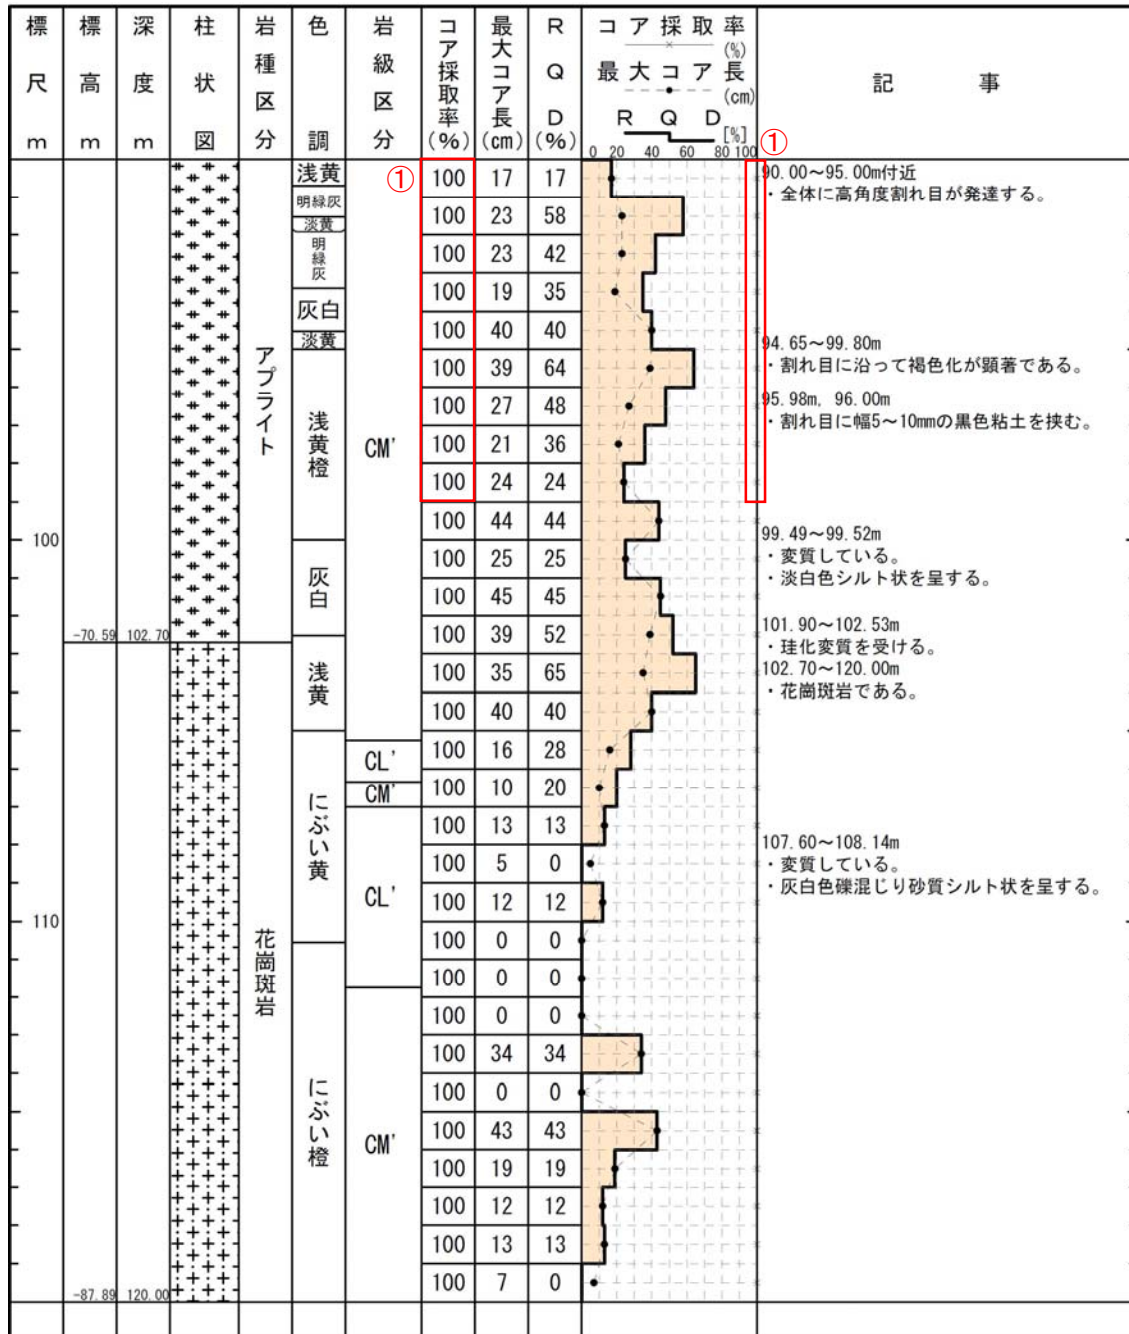 標尺m
標高m
深度m
柱状図
岩種区分
色調
岩級区分
コア採取率(%)
最大コア長(cm)
RQD(%)
コア採取率
(%)
最大コア長
(cm)
RQD
[%]
0 20 40 60 80 100
記事
①
①
浅黄
明緑灰
淡黄
明緑灰
灰白
淡黄
浅黄橙
灰白
浅黄
にぶい黄
にぶい橙
アプライト
花崗斑岩
CM'
CL'
CM'
CL'
CM'
100
110
-70.59 102.70
-87.89 120.00
100 17 17
100 23 58
100 23 42
100 19 35
100 40 40
100 39 64
100 27 48
100 21 36
100 24 24
100 44 44
100 25 25
100 45 45
100 39 52
100 35 65
100 40 40
100 16 28
100 10 20
100 13 13
100 5 0
100 12 12
100 0 0
100 0 0
100 0 0
100 34 34
100 0 0
100 43 43
100 19 19
100 12 12
100 13 13
100 7 0
90.00～95.00m付近
・全体に高角度割れ目が発達する。
94.65～99.80m
・割れ目に沿って褐色化が顕著である。
95.98m, 96.00m
・割れ目に幅5～10mmの黒色粘土を挟む。
99.49～99.52m
・変質している。
・淡白色シルト状を呈する。
101.90～102.53m
・珪化変質を受ける。
102.70～120.00m
・花崗斑岩である。
107.60～108.14m
・変質している。
・灰白色礫混じり砂質シルト状を呈する。